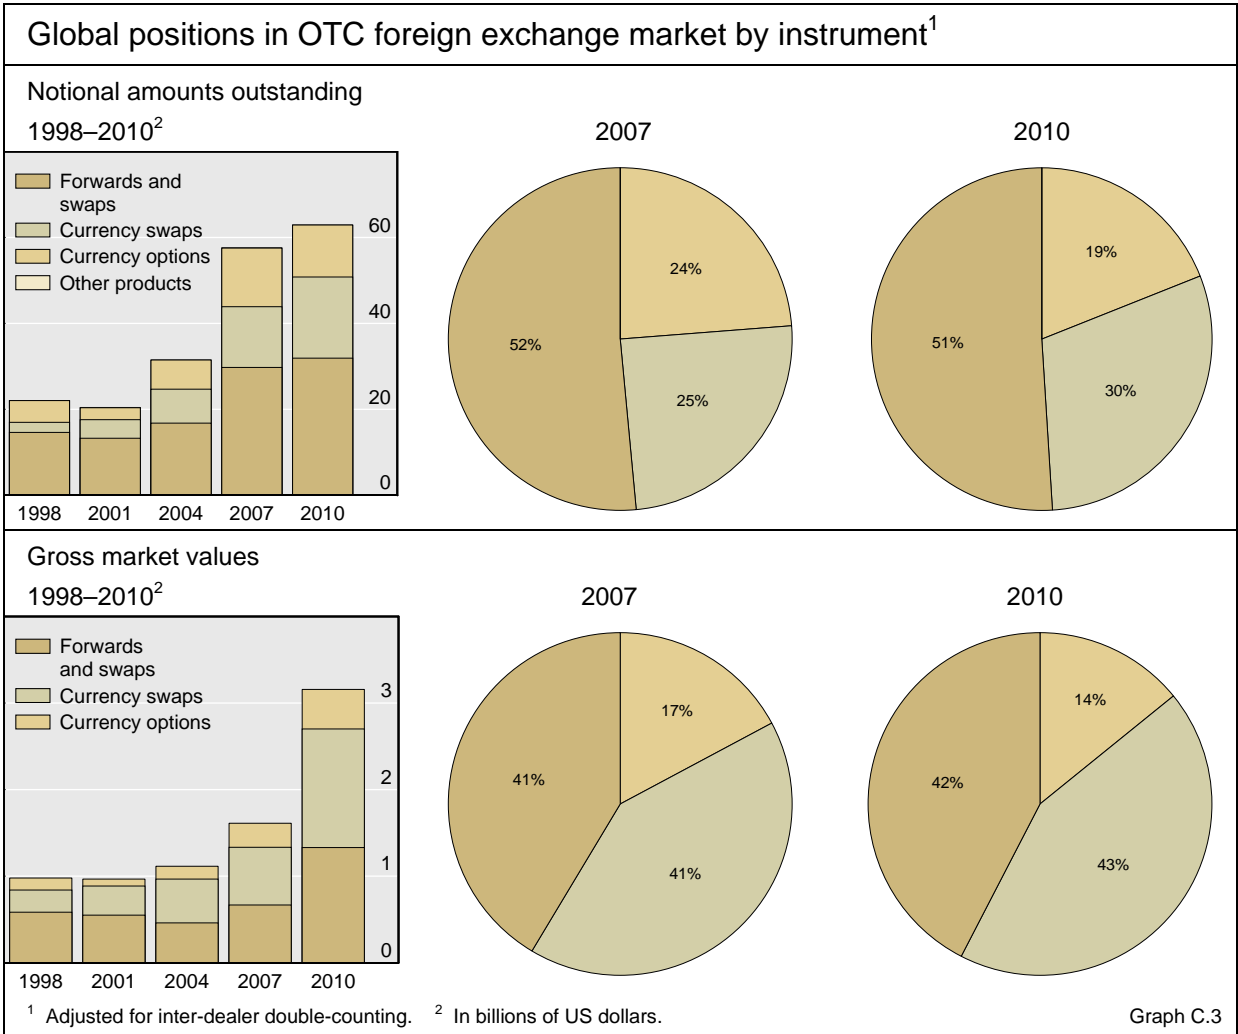 Global positions in OTC foreign exchange market by instrument1
Notional amounts outstanding
1998–20102
2007
2010
Forwards and
swaps
Currency swaps
Currency options
Other products
60
40
20
0
1998 2001 2004 2007 2010
24%
52%
25%
19%
51%
30%
Gross market values
1998–20102
2007
2010
Forwards
and swaps
Currency swaps
Currency options
3
2
1
0
1998 2001 2004 2007 2010
17%
41%
41%
14%
42%
43%
1 Adjusted for inter-dealer double-counting. 2 In billions of US dollars.
Graph C.3